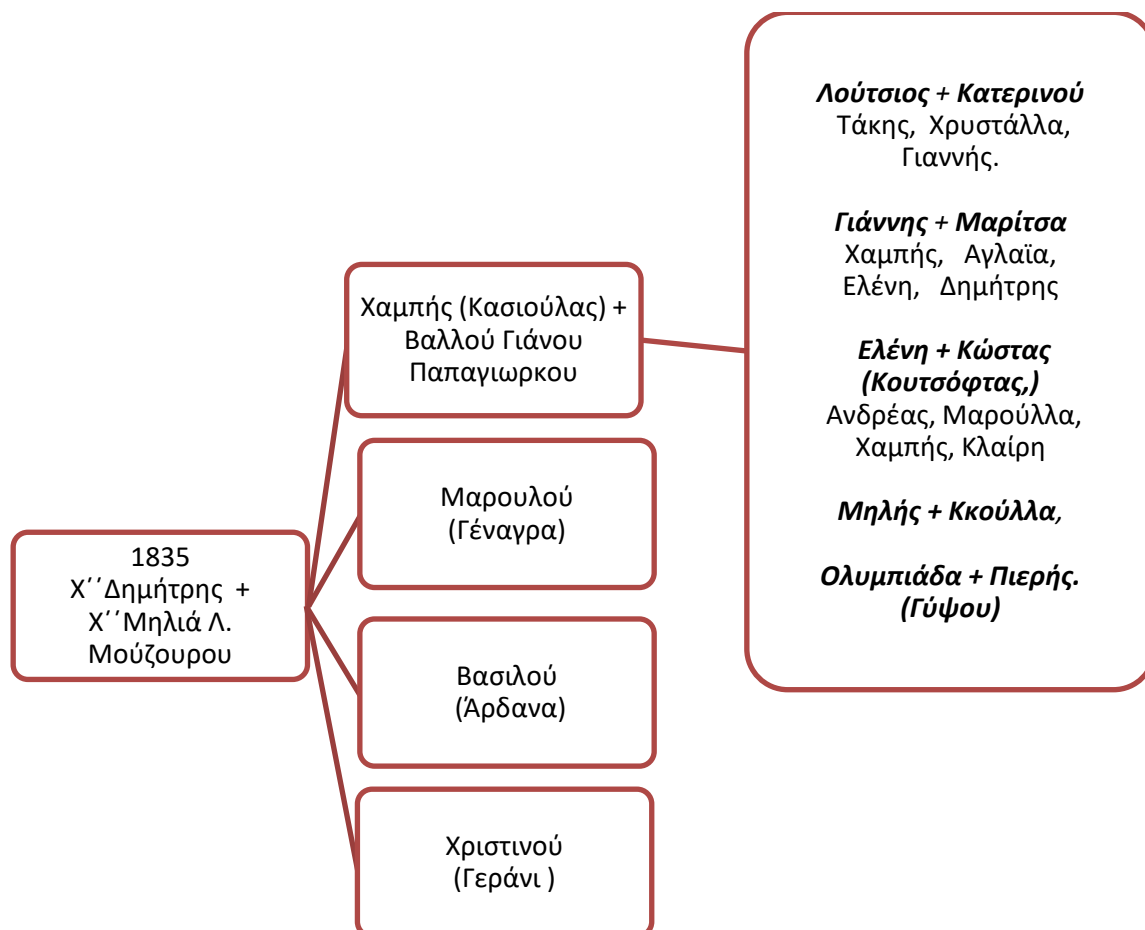 1835
Χ΄΄Δημήτρης +
Χ΄΄Μηλιά Λ.
Μούζουρου
Χαμπής (Κασιούλας) +
Βαλλού Γιάνου
Παπαγιωρκου
Μαρουλού
(Γέναγρα)
Βασιλού
(Άρδανα)
Χριστινού
(Γεράνι )
Λούτσιος + Κατερινού
Τάκης, Χρυστάλλα,
Γιαννής.
Γιάννης + Μαρίτσα
Χαμπής, Αγλαϊα,
Ελένη, Δημήτρης
Ελένη + Κώστας
(Κουτσόφτας,)
Ανδρέας, Μαρούλλα,
Χαμπής, Κλαίρη
Μηλής + Κκούλλα,
Ολυμπιάδα + Πιερής.
(Γύψου)